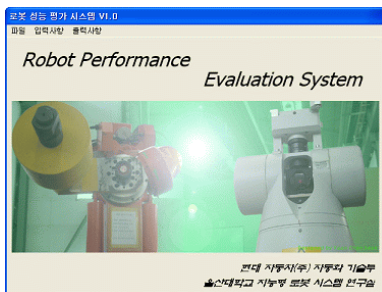 로봇 성능 평가 시스템 V1.0
파일 입력사항 출력사항
Robot Performance
Evaluation System
현대 자동차(주) 자동화 기술부
울산대학교 지능형 로봇 시스템 연구실